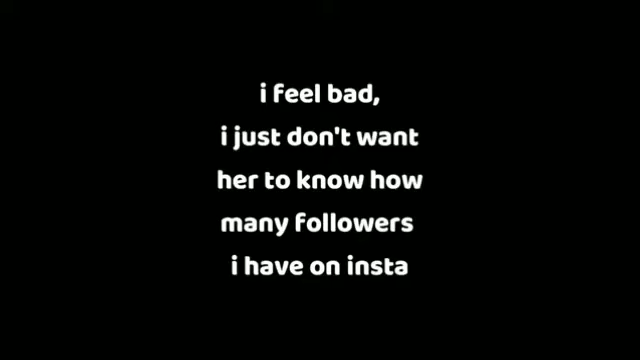 i feel bad,
i just don't want
her to know how
many followers
i have on insta